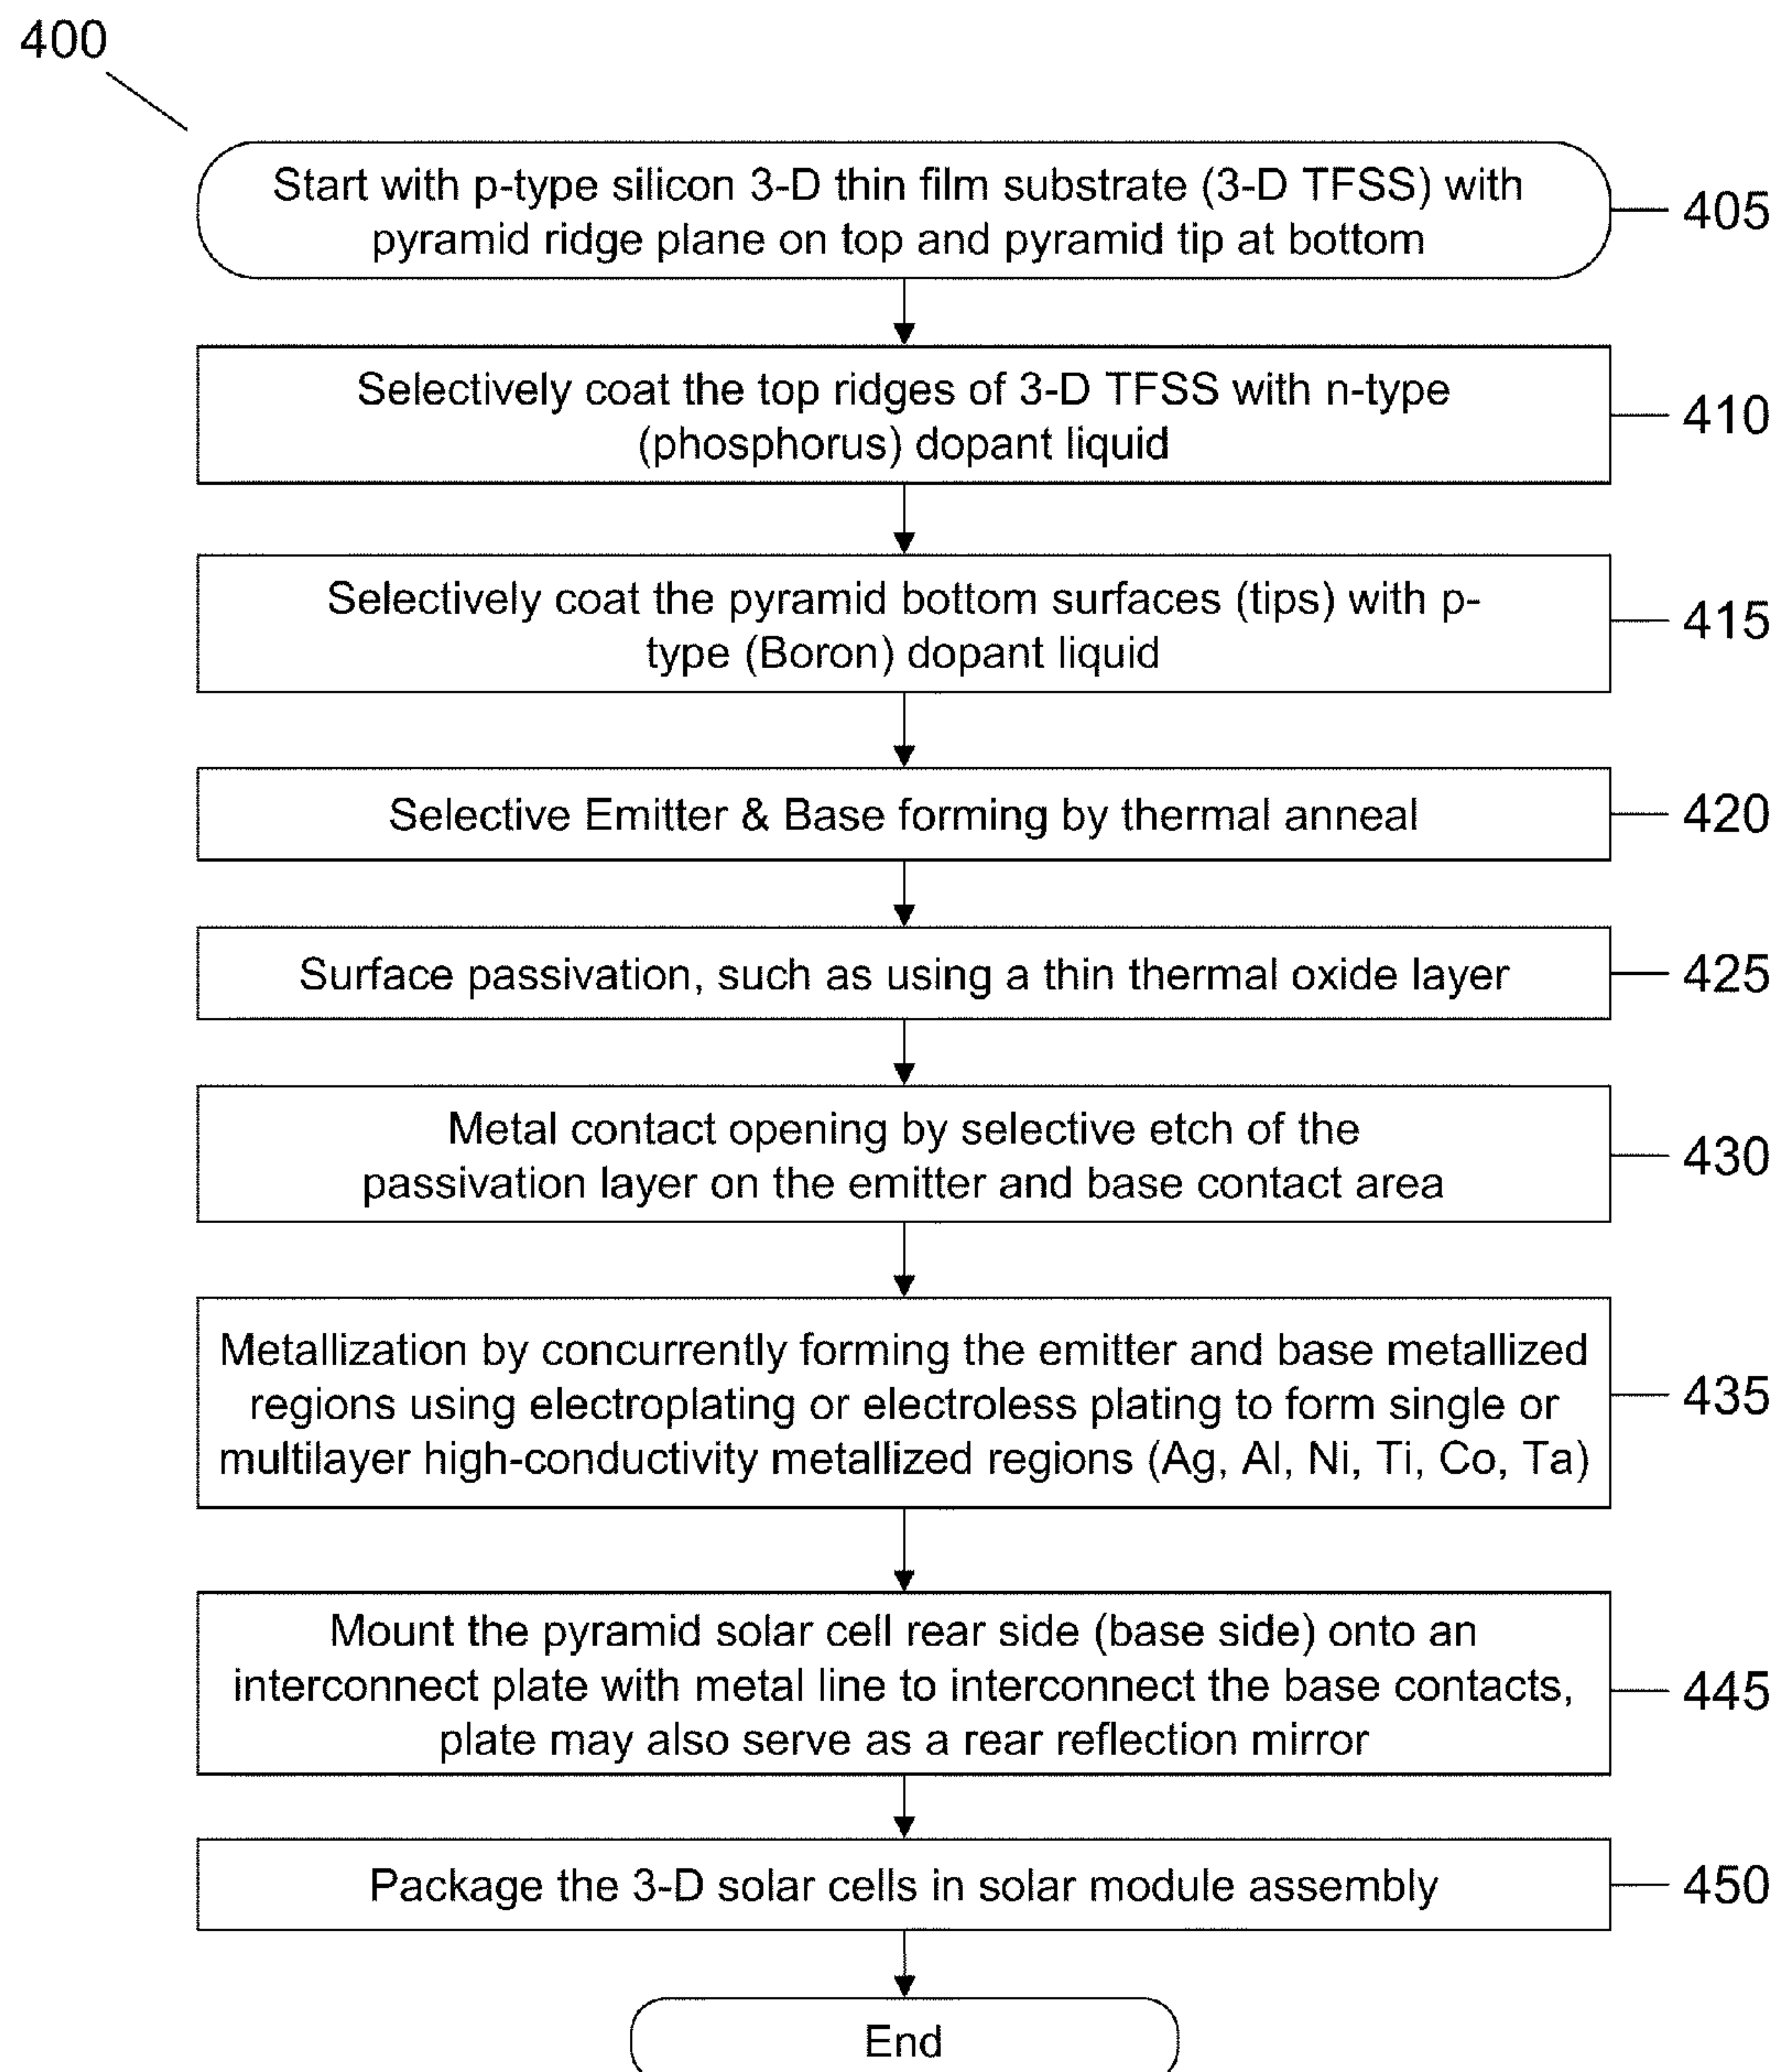 400
Start with p-type silicon 3-D thin film substrate (3-D TFSS) with
pyramid ridge plane on top and pyramid tip at bottom
405
Selectively coat the top ridges of 3-D TFSS with n-type
(phosphorus) dopant liquid
410
Selectively coat the pyramid bottom surfaces (tips) with p-
type (Boron) dopant liquid
415
Selective Emitter & Base forming by thermal anneal
420
Surface passivation, such as using a thin thermal oxide layer
425
Metal contact opening by selective etch of the
passivation layer on the emitter and base contact area
430
Metallization by concurrently forming the emitter and base metallized
regions using electroplating or electroless plating to form single or
multilayer high-conductivity metallized regions (Ag, Al, Ni, Ti, Co, Ta)
435
Mount the pyramid solar cell rear side (base side) onto an
interconnect plate with metal line to interconnect the base contacts,
plate may also serve as a rear reflection mirror
445
Package the 3-D solar cells in solar module assembly
450
End